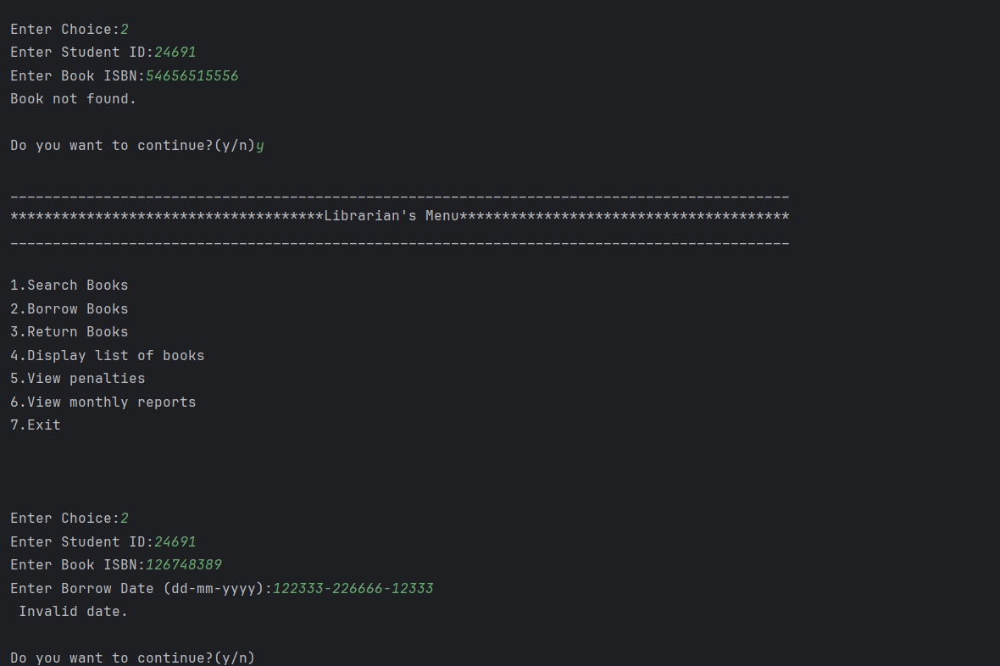 Enter Choice:2
Enter Student ID:24691
Enter Book ISBN:54656515556
Book not found.
Do you want to continue?(y/n)y
____________________________________________________________________________________________
*************************************Librarian's Menu***************************************
____________________________________________________________________________________________
1.Search Books
2.Borrow Books
3.Return Books
4.Display list of books
5.View penalties
6.View monthly reports
7.Exit
Enter Choice:2
Enter Student ID:24691
Enter Book ISBN:126748389
Enter Borrow Date (dd-mm-yyyy):122333-226666-12333
 Invalid date.
Do you want to continue?(y/n)